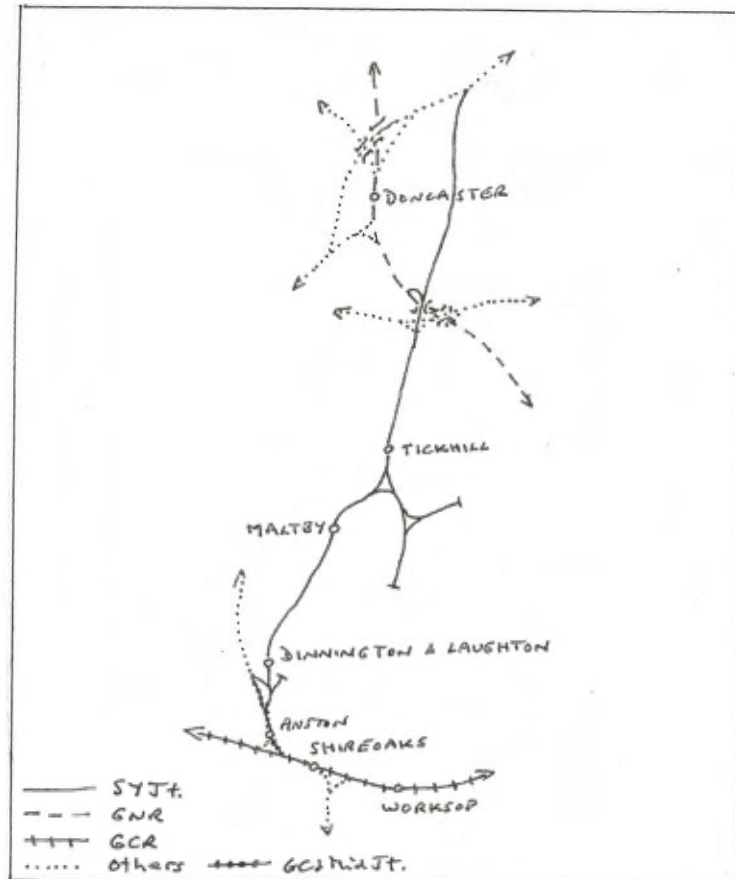 DONCASTER
TICKHILL
MALTBY
DINNINGTON & LAUGHTON
ANSTON
SHIREOAKS
WORKSOP
SYJt.
GNR
GCR
Others
GC&Mid Jt.